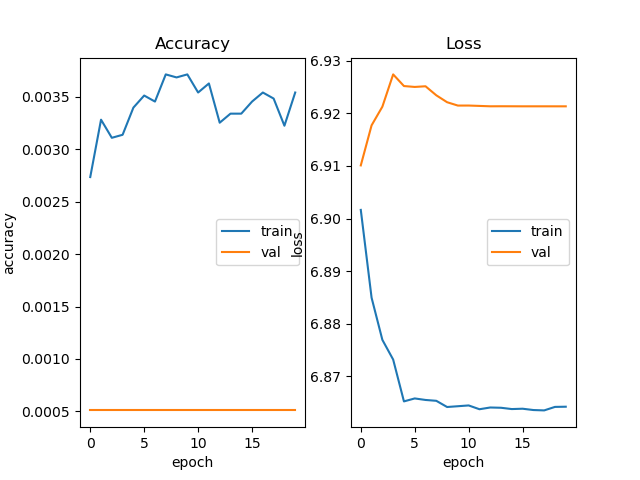 Accuracy
accuracy
0.0035
0.0030
0.0025
0.0020
0.0015
0.0010
0.0005
train
val
0
5
10
15
epoch
Loss
loss
6.93
6.92
6.91
6.90
6.89
6.88
6.87
train
val
0
5
10
15
epoch